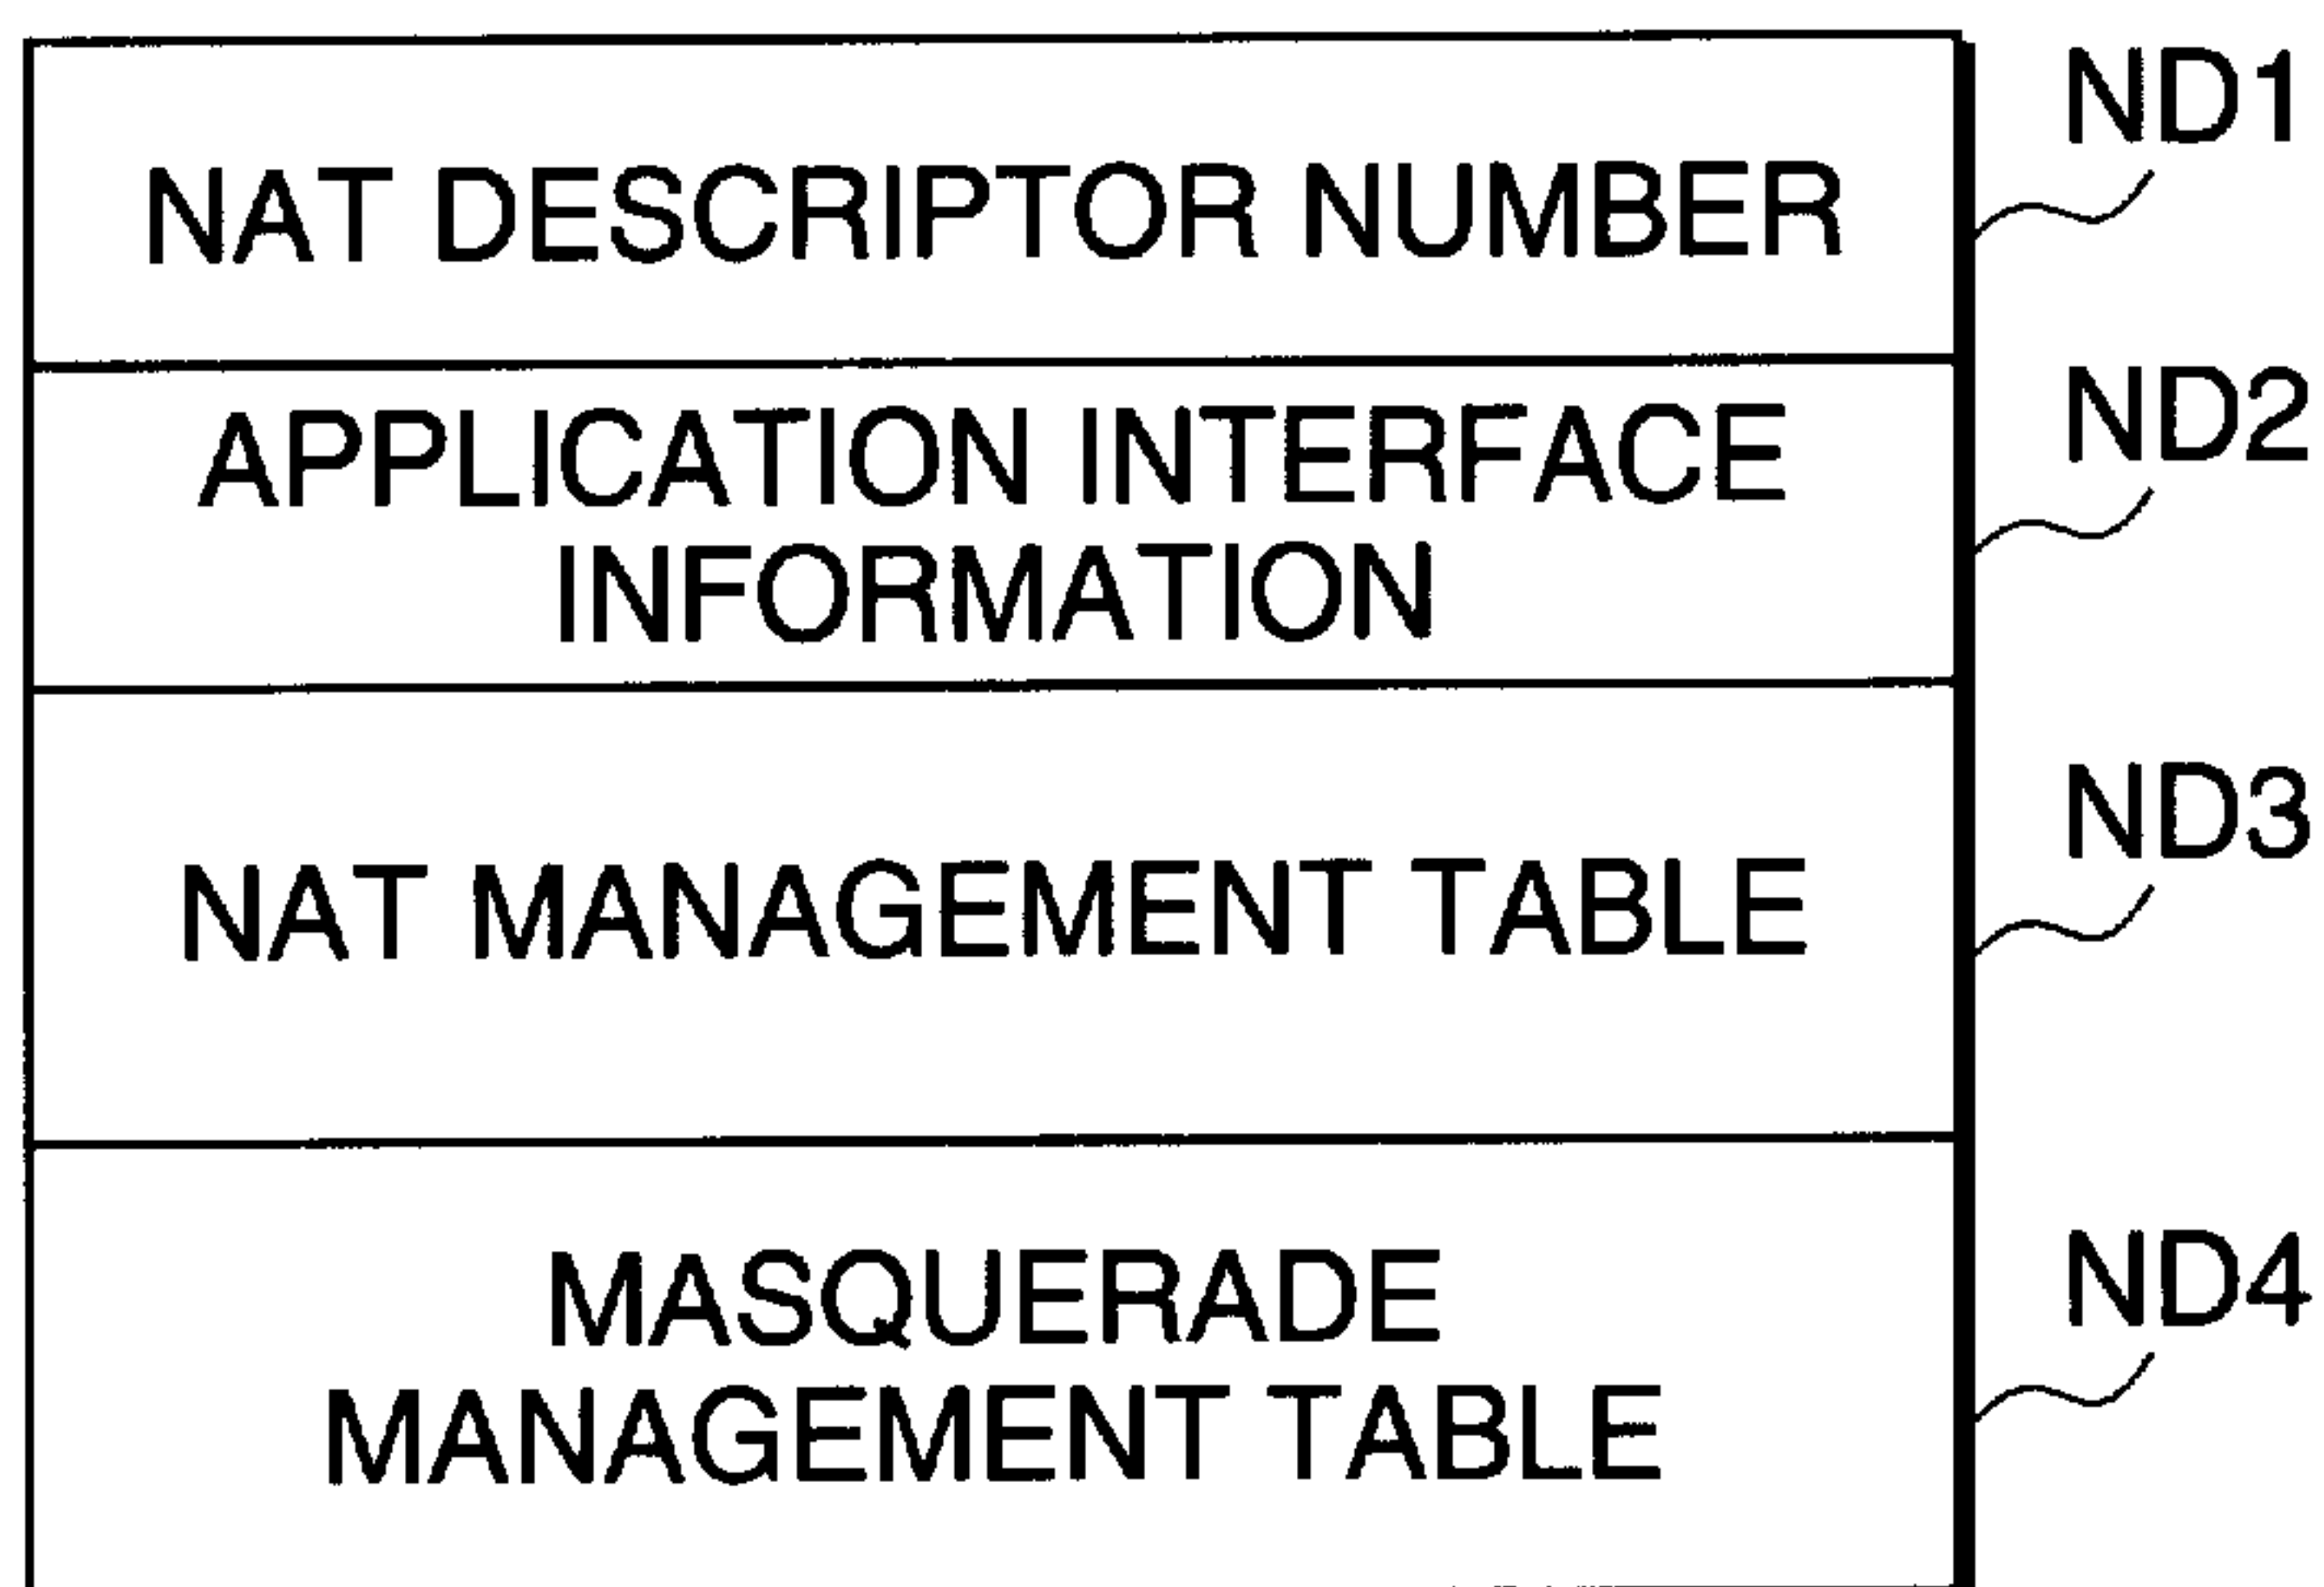 ND1
NAT DESCRIPTOR NUMBER
ND2
APPLICATION INTERFACE
INFORMATION
ND3
NAT MANAGEMENT TABLE
ND4
MASQUERADE
MANAGEMENT TABLE